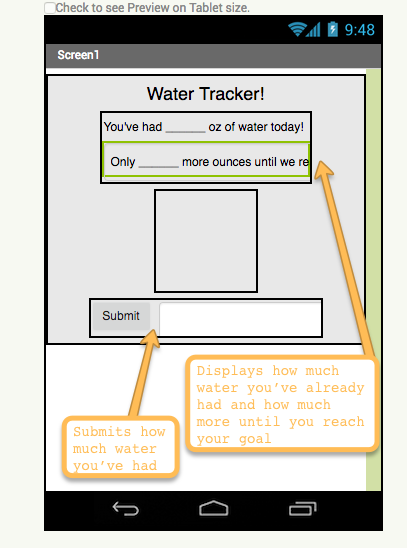 Check to see Preview on Tablet size.
9:48
Screen1
Water Tracker!
You've had ______ oz of water today!
Only ______ more ounces until we re
Submit
Displays how much
water you've already
had and how much
more until you reach
your goal
Submits how
much water
you've had